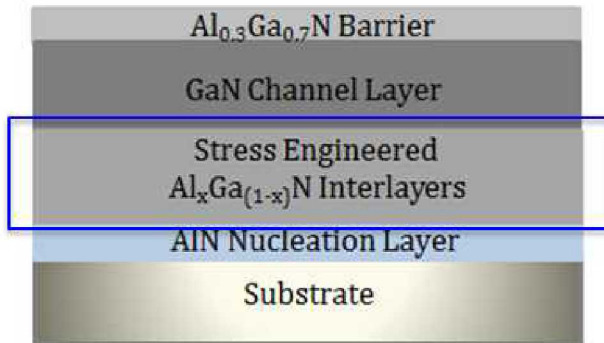 Al₀.₃Ga₀.₇N Barrier
GaN Channel Layer
Stress Engineered
AlₓGa₍₁₋ₓ₎N Interlayers
AlN Nucleation Layer
Substrate